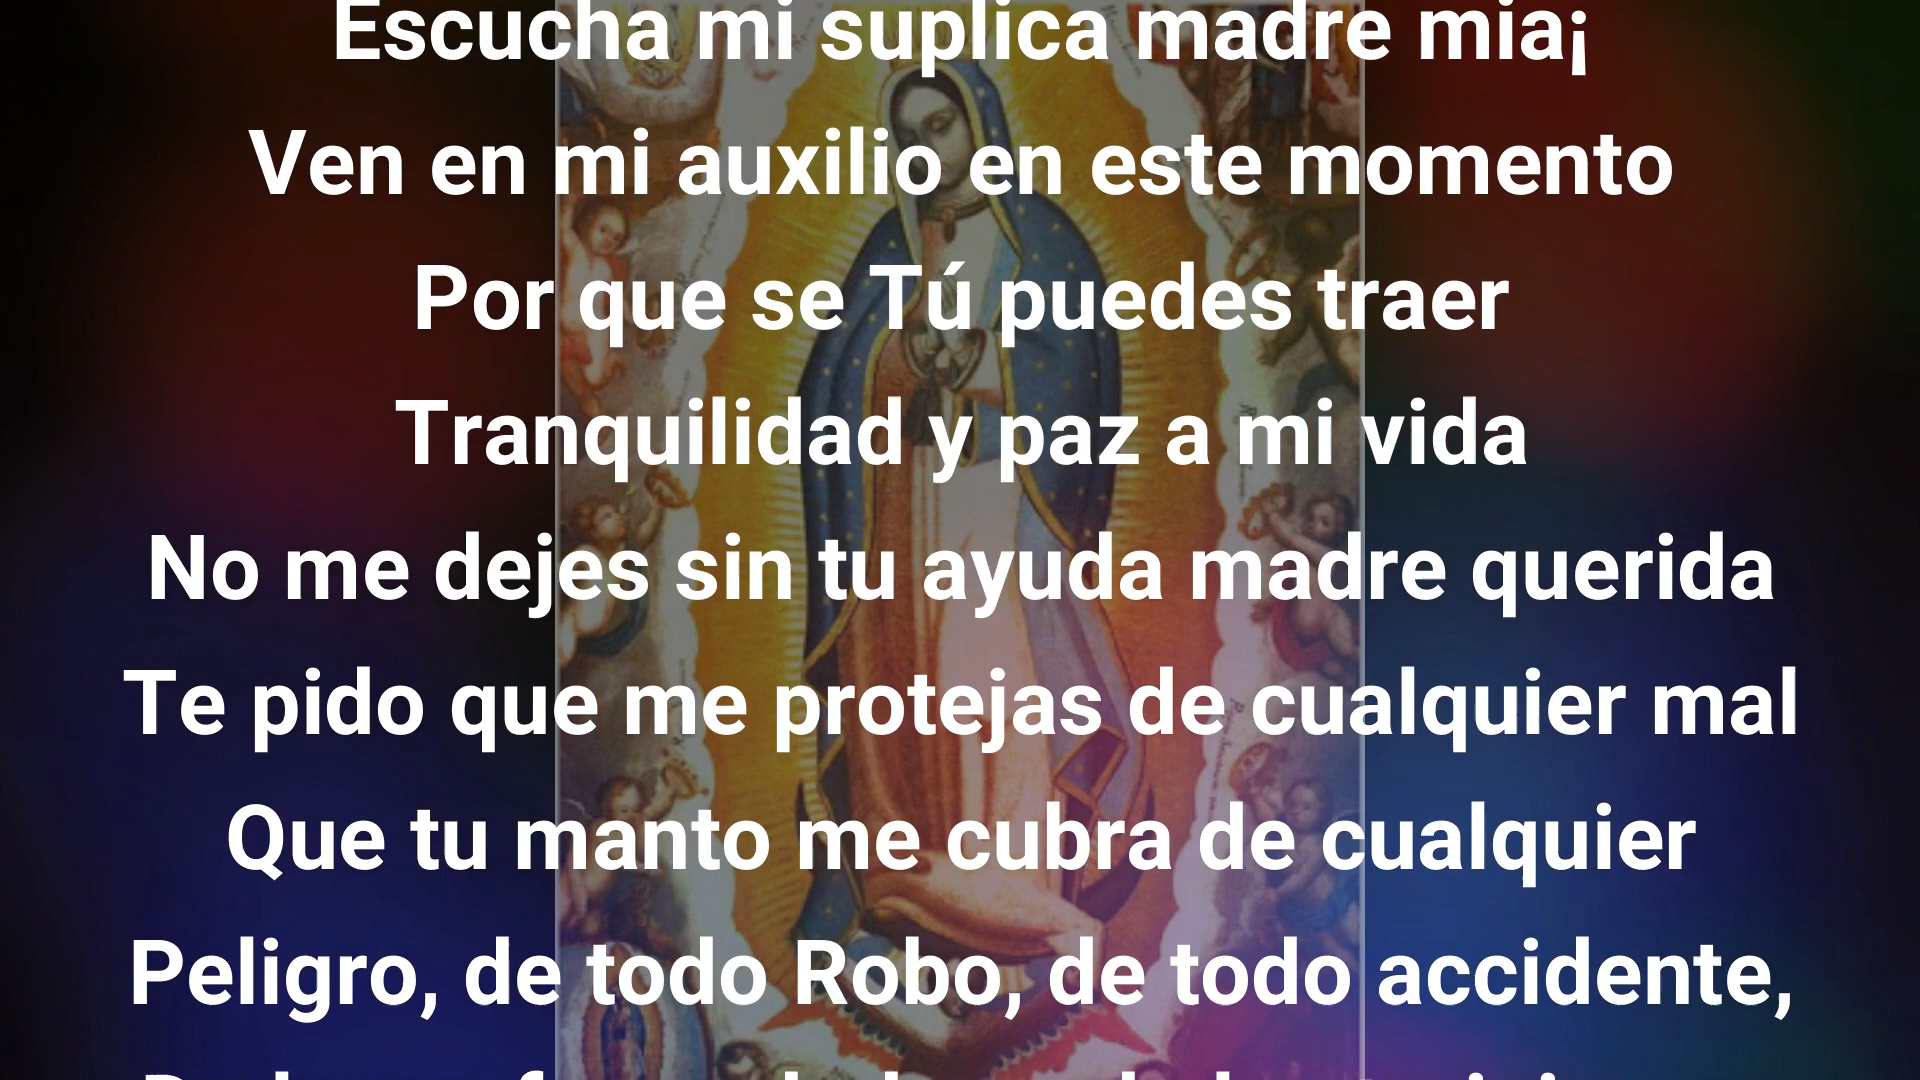 Escucha mi suplica madre mia¡
Ven en mi auxilio en este momento
Por que se Tú puedes traer
Tranquilidad y paz a mi vida
No me dejes sin tu ayuda madre querida
Te pido que me protejas de cualquier mal
Que tu manto me cubra de cualquier
Peligro, de todo Robo, de todo accidente,